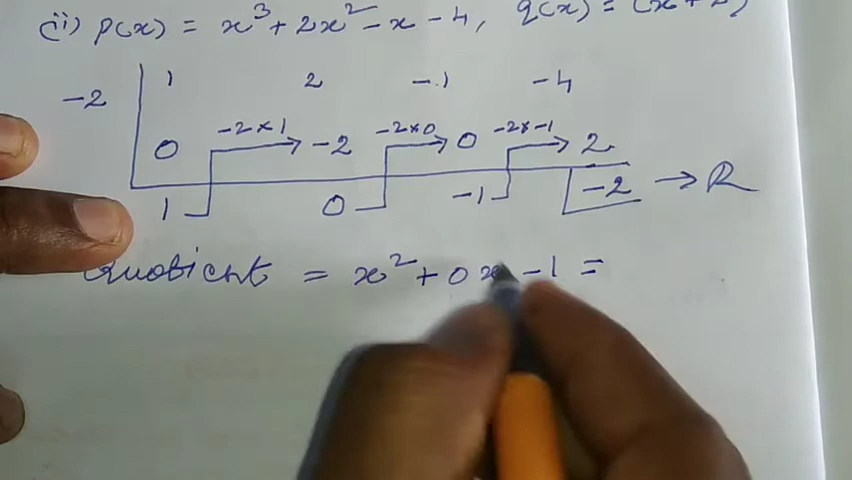 (ii) p(x) = x³ + 2x² - x - 4, q(x) = (x+2)
-2 1 2 -1 -4
-2×1 -2×0 -2×-1
0 -2 0 2
1 0 -1 -2 → R
Quotient = x² + 0x - 1 =